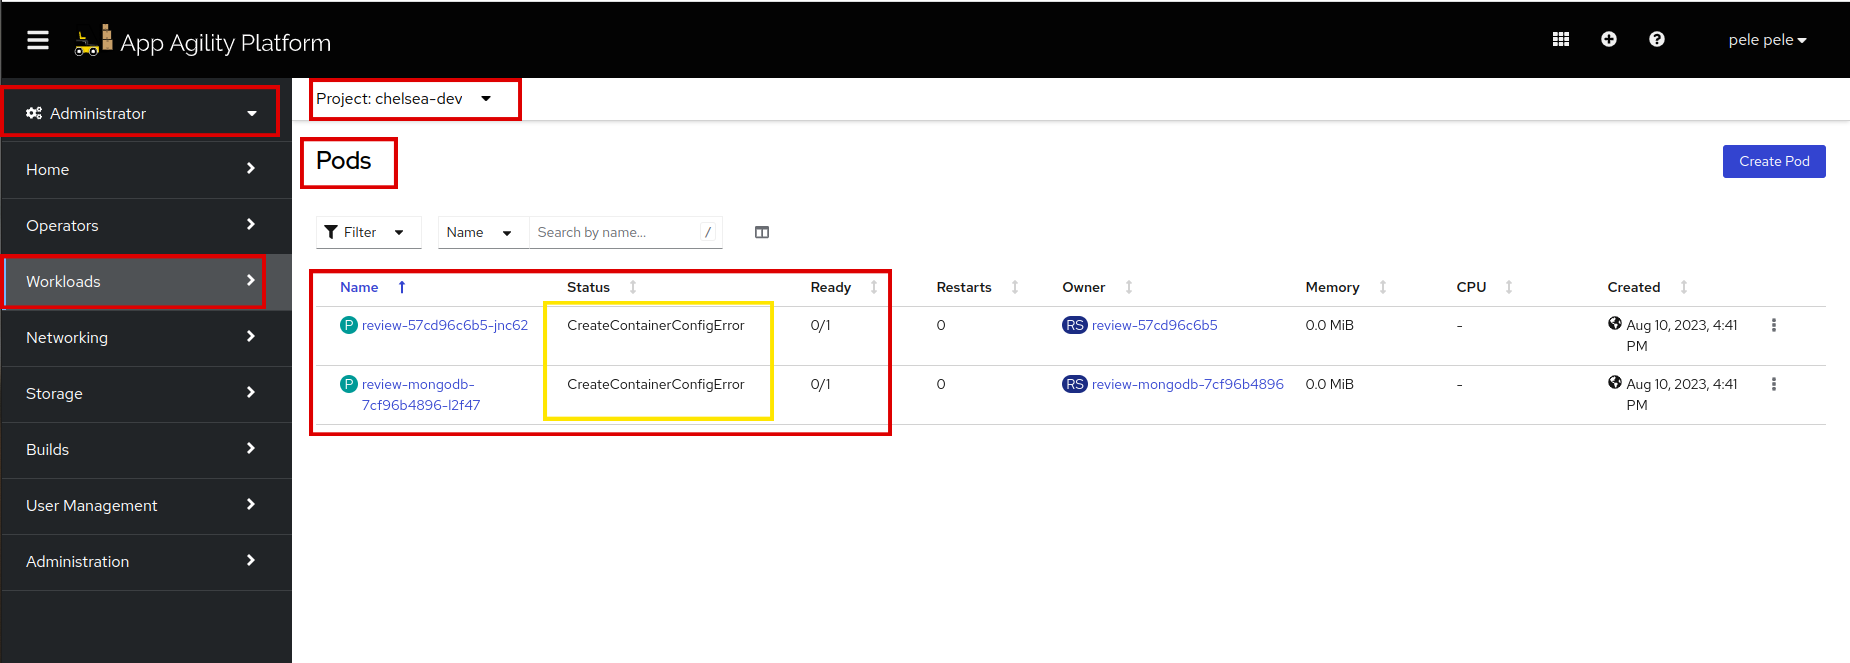 App Agility Platform
pele pele
Administrator
Project: chelsea-dev
Home
Pods
Create Pod
Operators
Filter
Name
Search by name...
/
Workloads
Name Status Ready Restarts Owner Memory CPU Created
P review-57cd96c6b5-jnc62 CreateContainerConfigError 0/1 0 RS review-57cd96c6b5 0.0 MiB - Aug 10, 2023, 4:41
PM
Networking
P review-mongodb- CreateContainerConfigError 0/1 0 RS review-mongodb-7cf96b4896 0.0 MiB - Aug 10, 2023, 4:41
7cf96b4896-l2f47 PM
Storage
Builds
User Management
Administration